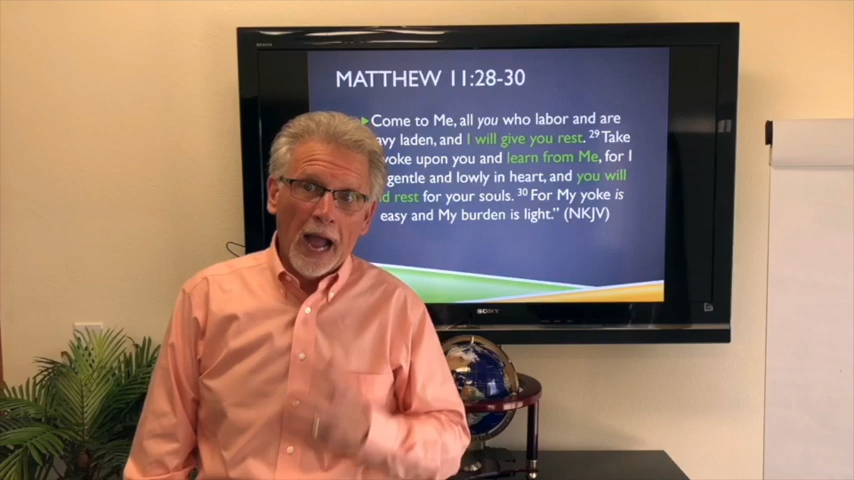 MATTHEW 11:28-30
Come to Me, all you who labor and are
avy laden, and I will give you rest. 29Take
yoke upon you and learn from Me, for I
gentle and lowly in heart, and you will
d rest for your souls. 30 For My yoke is
easy and My burden is light." (NKJV)
SONY